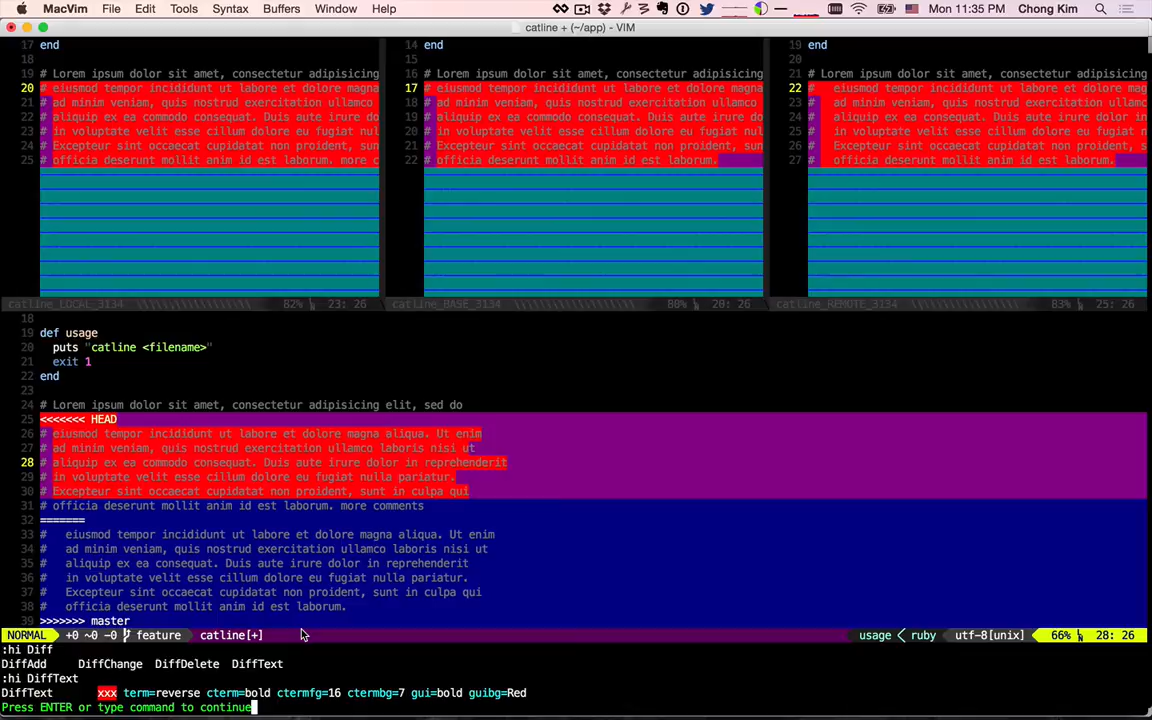 MacVim File Edit Tools Syntax Buffers Window Help Mon 11:35 PM Chong Kim
catline + (~/app) - VIM
17 end
18
19 # Lorem ipsum dolor sit amet, consectetur adipisicing
20 # eiusmod tempor incididunt ut labore et dolore magna
21 # ad minim veniam, quis nostrud exercitation ullamco
22 # aliquip ex ea commodo consequat. Duis aute irure do
23 # in voluptate velit esse cillum dolore eu fugiat nul
24 # Excepteur sint occaecat cupidatat non proident, sun
25 # officia deserunt mollit anim id est laborum. more c
catline_LOCAL_3134 82% 23: 26
14 end
15
16 # Lorem ipsum dolor sit amet, consectetur adipisicing
17 # eiusmod tempor incididunt ut labore et dolore magna
18 # ad minim veniam, quis nostrud exercitation ullamco
19 # aliquip ex ea commodo consequat. Duis aute irure do
20 # in voluptate velit esse cillum dolore eu fugiat nul
21 # Excepteur sint occaecat cupidatat non proident, sun
22 # officia deserunt mollit anim id est laborum.
catline_BASE_3134 80% 20: 26
19 end
20
21 # Lorem ipsum dolor sit amet, consectetur adipisicing
22 #   eiusmod tempor incididunt ut labore et dolore mag
23 #   ad minim veniam, quis nostrud exercitation ullamc
24 #   aliquip ex ea commodo consequat. Duis aute irure
25 #   in voluptate velit esse cillum dolore eu fugiat n
26 #   Excepteur sint occaecat cupidatat non proident, s
27 #   officia deserunt mollit anim id est laborum.
catline_REMOTE_3134 83% 25: 26
18
19 def usage
20   puts "catline <filename>"
21   exit 1
22 end
23
24 # Lorem ipsum dolor sit amet, consectetur adipisicing elit, sed do
25 <<<<<<< HEAD
26 # eiusmod tempor incididunt ut labore et dolore magna aliqua. Ut enim
27 # ad minim veniam, quis nostrud exercitation ullamco laboris nisi ut
28 # aliquip ex ea commodo consequat. Duis aute irure dolor in reprehenderit
29 # in voluptate velit esse cillum dolore eu fugiat nulla pariatur.
30 # Excepteur sint occaecat cupidatat non proident, sunt in culpa qui
31 # officia deserunt mollit anim id est laborum. more comments
32 =======
33 #   eiusmod tempor incididunt ut labore et dolore magna aliqua. Ut enim
34 #   ad minim veniam, quis nostrud exercitation ullamco laboris nisi ut
35 #   aliquip ex ea consequat. Duis aute irure dolor in reprehenderit
36 #   in voluptate velit esse cillum dolore eu fugiat nulla pariatur.
37 #   Excepteur sint occaecat cupidatat non proident, sunt in culpa qui
38 #   officia deserunt mollit anim id est laborum.
39 >>>>>>> master
NORMAL +0 ~0 -0 feature catline[+] usage < ruby utf-8[unix] 66% 28: 26
:hi Diff
DiffAdd DiffChange DiffDelete DiffText
:hi DiffText
DiffText xxx term=reverse cterm=bold ctermfg=16 ctermbg=7 gui=bold guibg=Red
Press ENTER or type command to continue